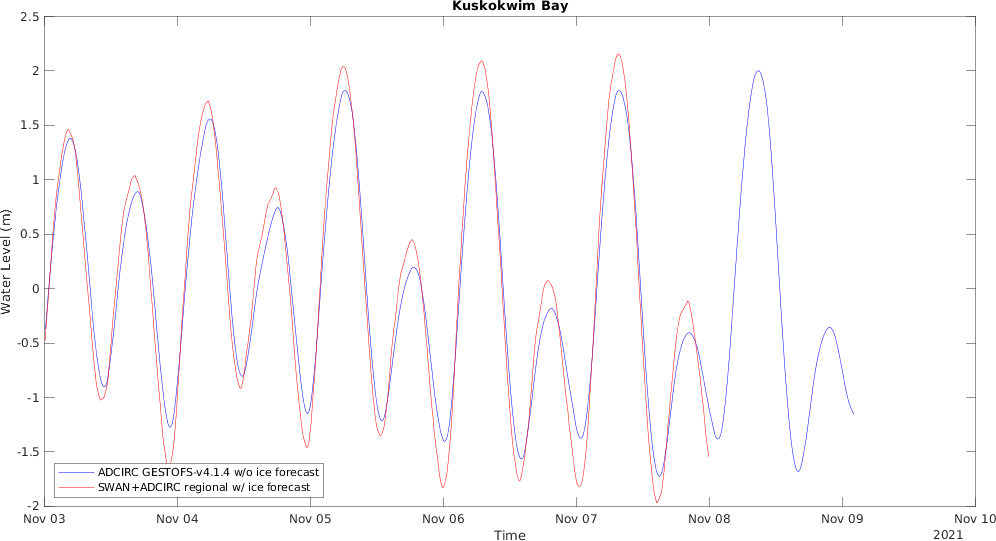 Kuskokwim Bay
2.5
2
1.5
1
0.5
0
-0.5
-1
-1.5
-2
Water Level (m)
ADCIRC GESTOFS-v4.1.4 w/o ice forecast
SWAN+ADCIRC regional w/ ice forecast
Nov 03 Nov 04 Nov 05 Nov 06 Nov 07 Nov 08 Nov 09 Nov 10
Time
2021